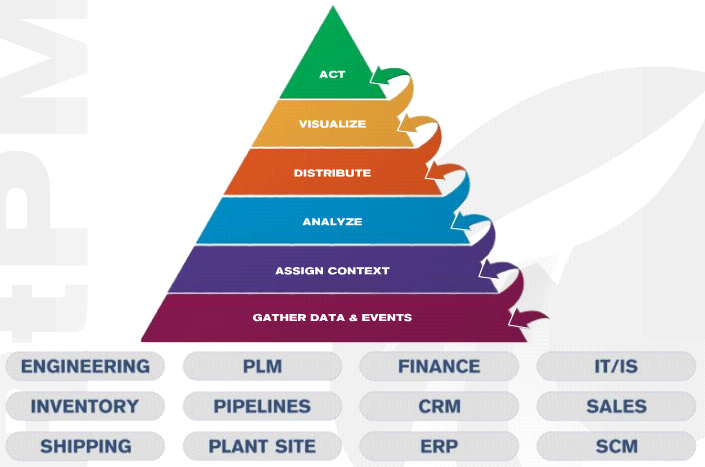 ACT
VISUALIZE
DISTRIBUTE
ANALYZE
ASSIGN CONTEXT
GATHER DATA & EVENTS
ENGINEERING PLM FINANCE IT/IS
INVENTORY PIPELINES CRM SALES
SHIPPING PLANT SITE ERP SCM
tPM